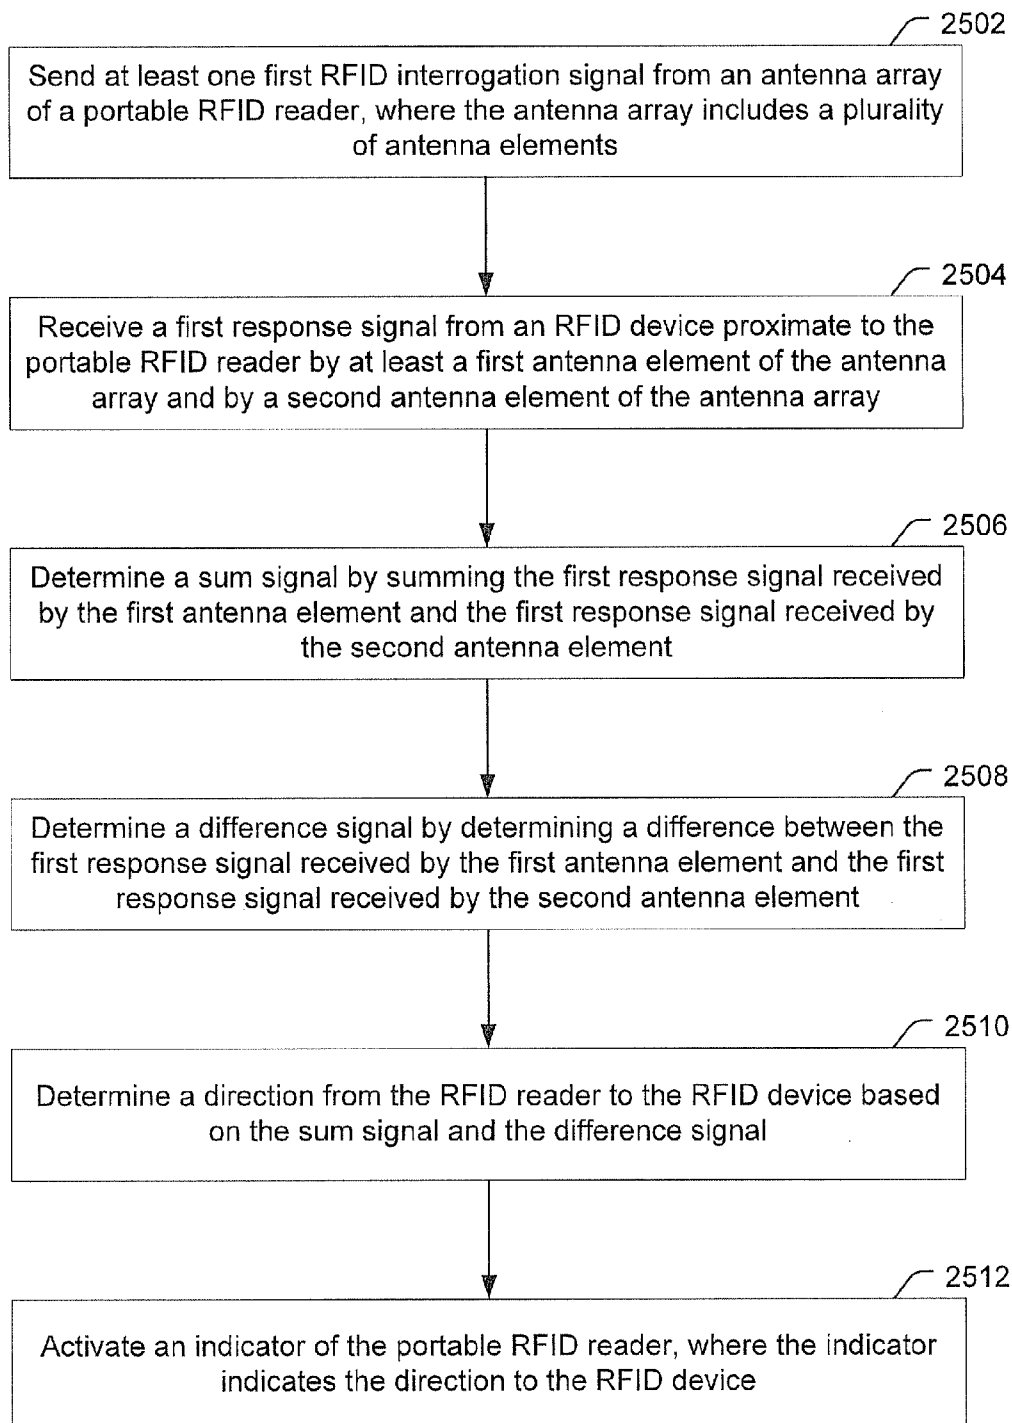 2502
Send at least one first RFID interrogation signal from an antenna array
of a portable RFID reader, where the antenna array includes a plurality
of antenna elements
2504
Receive a first response signal from an RFID device proximate to the
portable RFID reader by at least a first antenna element of the antenna
array and by a second antenna element of the antenna array
2506
Determine a sum signal by summing the first response signal received
by the first antenna element and the first response signal received by
the second antenna element
2508
Determine a difference signal by determining a difference between the
first response signal received by the first antenna element and the first
response signal received by the second antenna element
2510
Determine a direction from the RFID reader to the RFID device based
on the sum signal and the difference signal
2512
Activate an indicator of the portable RFID reader, where the indicator
indicates the direction to the RFID device